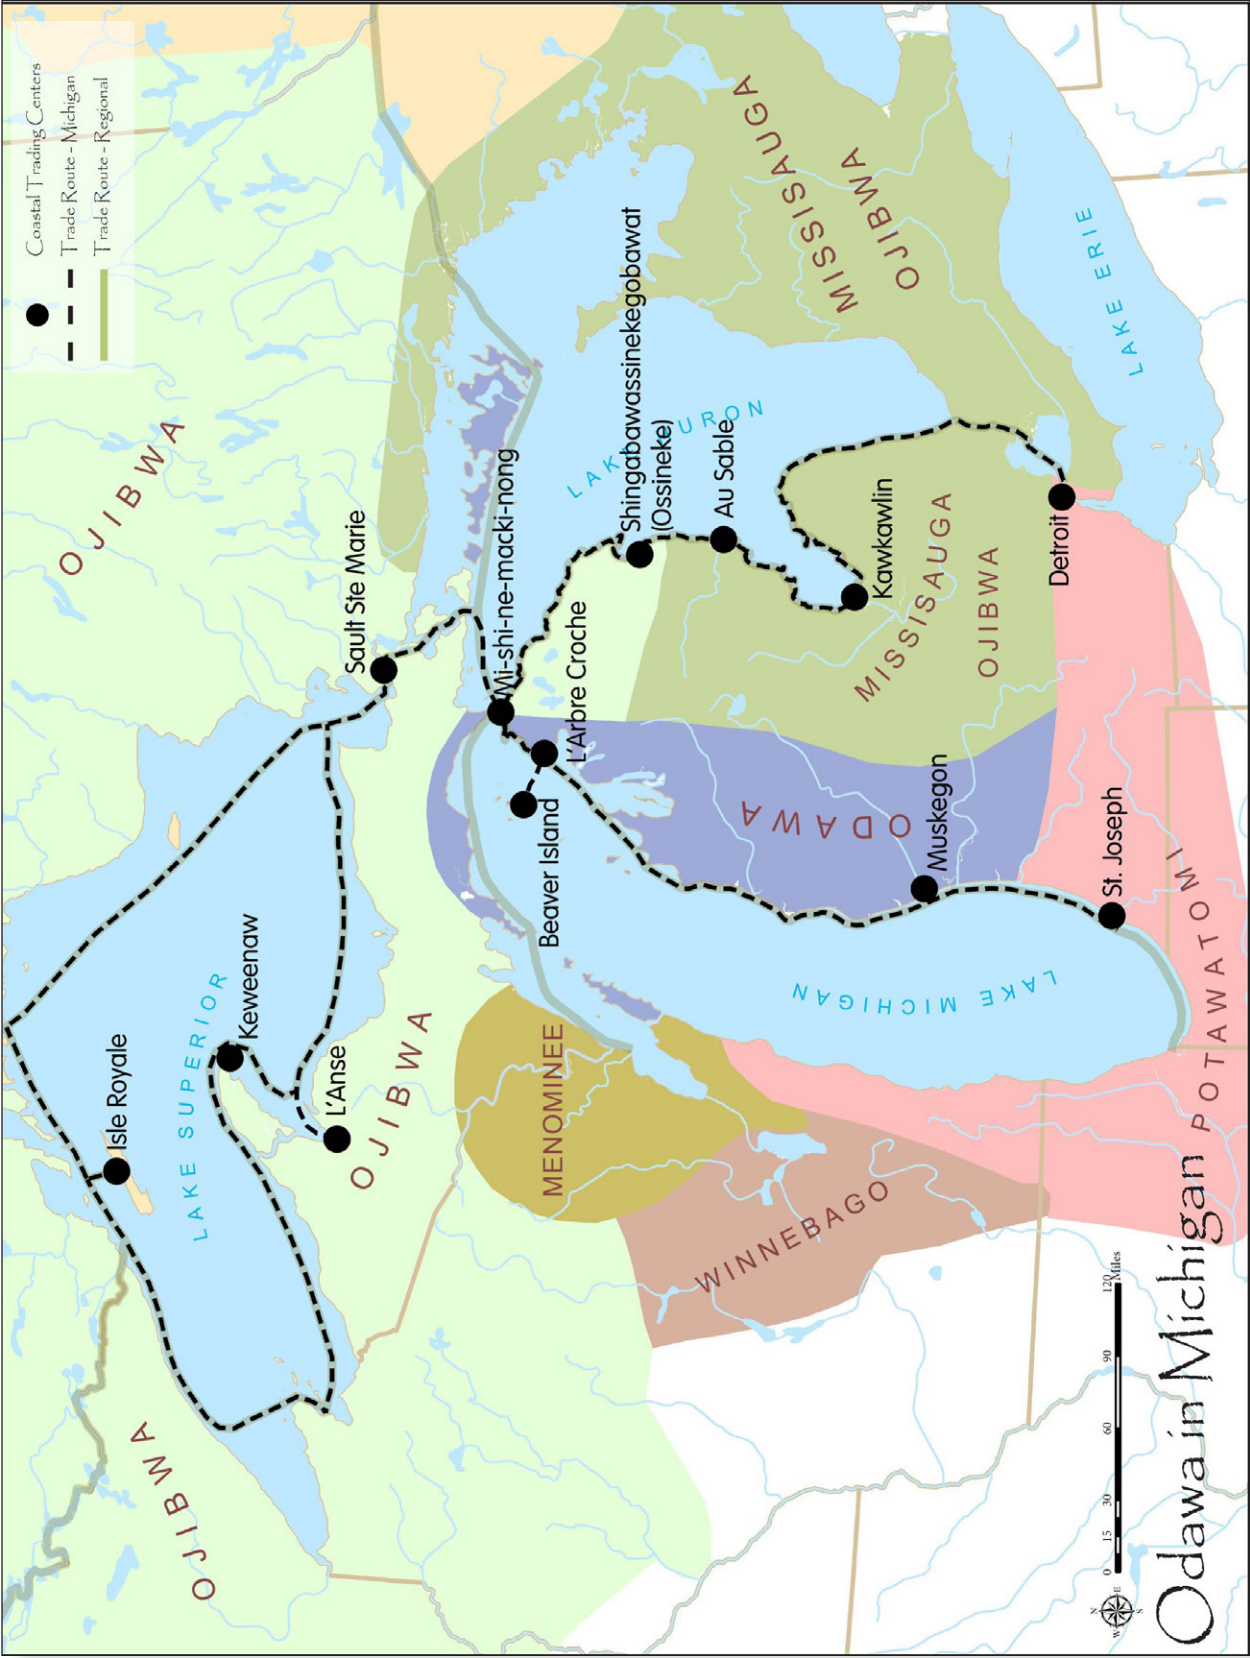 Coastal Trading Centers
Trade Route - Michigan
Trade Route - Regional
OJIBWA
Sault Ste Marie
Isle Royale
LAKE SUPERIOR
Keweenaw
L'Anse
OJIBWA
OJIBWA
Mi-shi-ne-macki-nong
L'Arbre Croche
Beaver Island
Shingabawassinekegobawat
(Ossineke)
LAKE HURON
Au Sable
Kawkawlin
MISSISSAUGA
OJIBWA
MISSISAUGA
OJIBWA
LAKE ERIE
Detroit
ODAWA
Muskegon
St. Joseph
LAKE MICHIGAN
MENOMINEE
WINNEBAGO
POTAWATOMI
0 15 30 60 90 120
Miles
N
W E
S
Odawa in Michigan